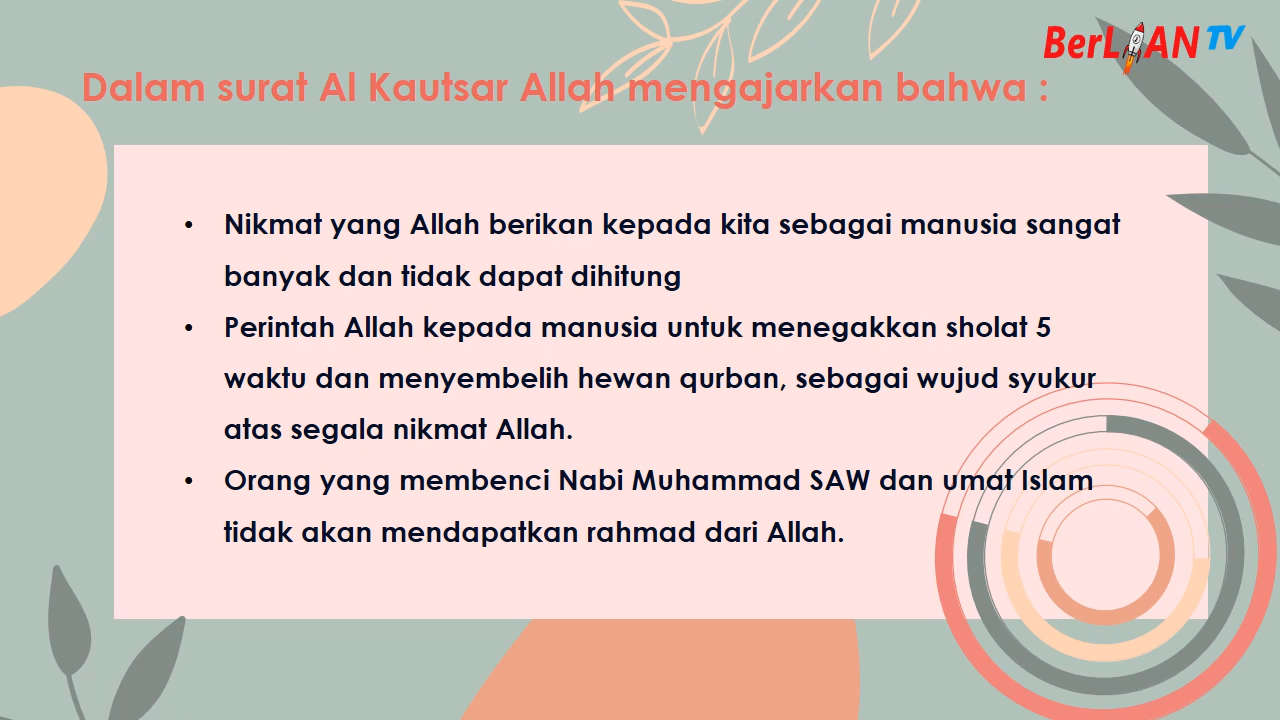 BerLIAN TV
Dalam surat Al Kautsar Allah mengajarkan bahwa :
• Nikmat yang Allah berikan kepada kita sebagai manusia sangat
banyak dan tidak dapat dihitung
• Perintah Allah kepada manusia untuk menegakkan sholat 5
waktu dan menyembelih hewan qurban, sebagai wujud syukur
atas segala nikmat Allah.
• Orang yang membenci Nabi Muhammad SAW dan umat Islam
tidak akan mendapatkan rahmad dari Allah.